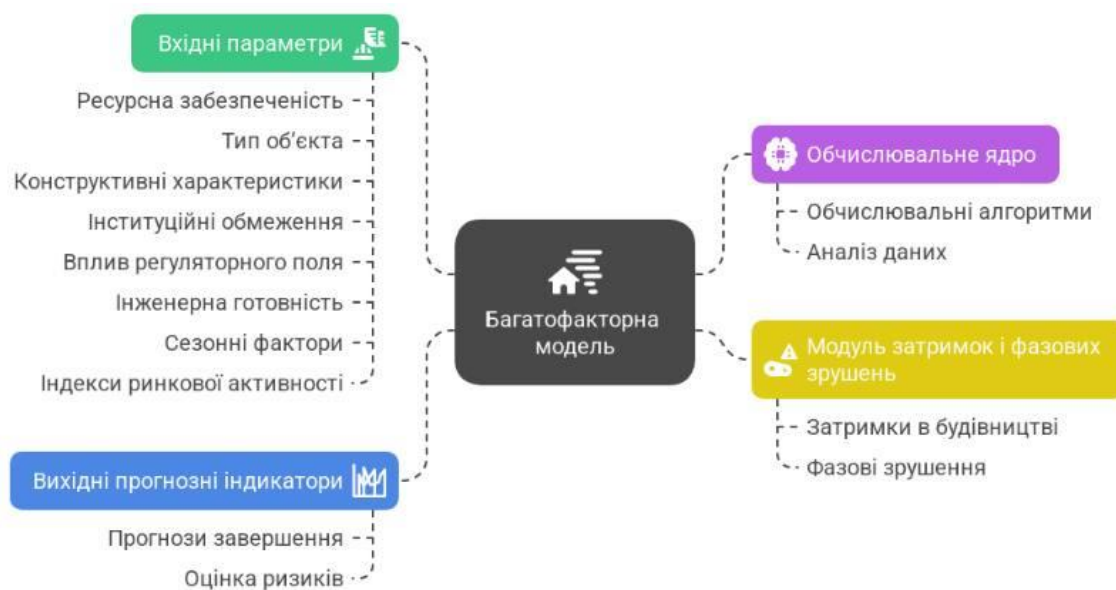 Вхідні параметри
Ресурсна забезпеченість
Тип об'єкта
Конструктивні характеристики
Інституційні обмеження
Вплив регуляторного поля
Інженерна готовність
Сезонні фактори
Індекси ринкової активності
Вихідні прогнозні індикатори
Прогнози завершення
Оцінка ризиків
Багатофакторна
модель
Обчислювальне ядро
Обчислювальні алгоритми
Аналіз даних
Модуль затримок і фазових
зрушень
Затримки в будівництві
Фазові зрушення